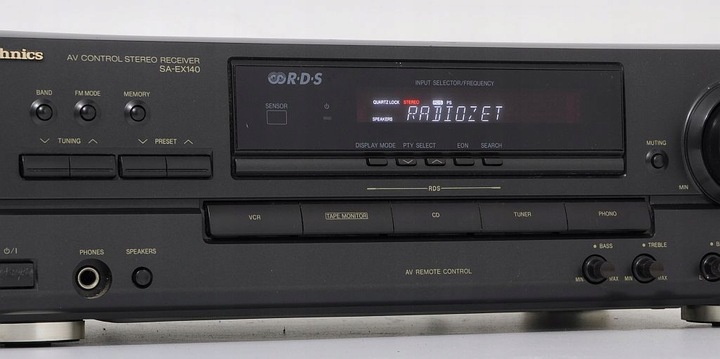 hnics
AV CONTROL STEREO RECEIVER
SA-EX140
BAND
FM MODE
MEMORY
TUNING
PRESET
R·D·S
INPUT SELECTOR/FREQUENCY
SENSOR
QUARTZ LOCK STEREO RDS PS
SPEAKERS
RADIOZET
DISPLAY MODE PTY SELECT EON SEARCH
RDS
MUTING
MIN
VCR
TAPE MONITOR
CD
TUNER
PHONO
PHONES
SPEAKERS
AV REMOTE CONTROL
BASS
MIN MAX
TREBLE
MIN MAX